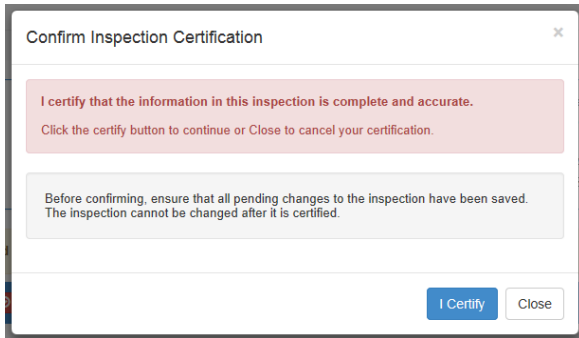 Confirm Inspection Certification
×
I certify that the information in this inspection is complete and accurate.
Click the certify button to continue or Close to cancel your certification.
Before confirming, ensure that all pending changes to the inspection have been saved.
The inspection cannot be changed after it is certified.
I Certify
Close